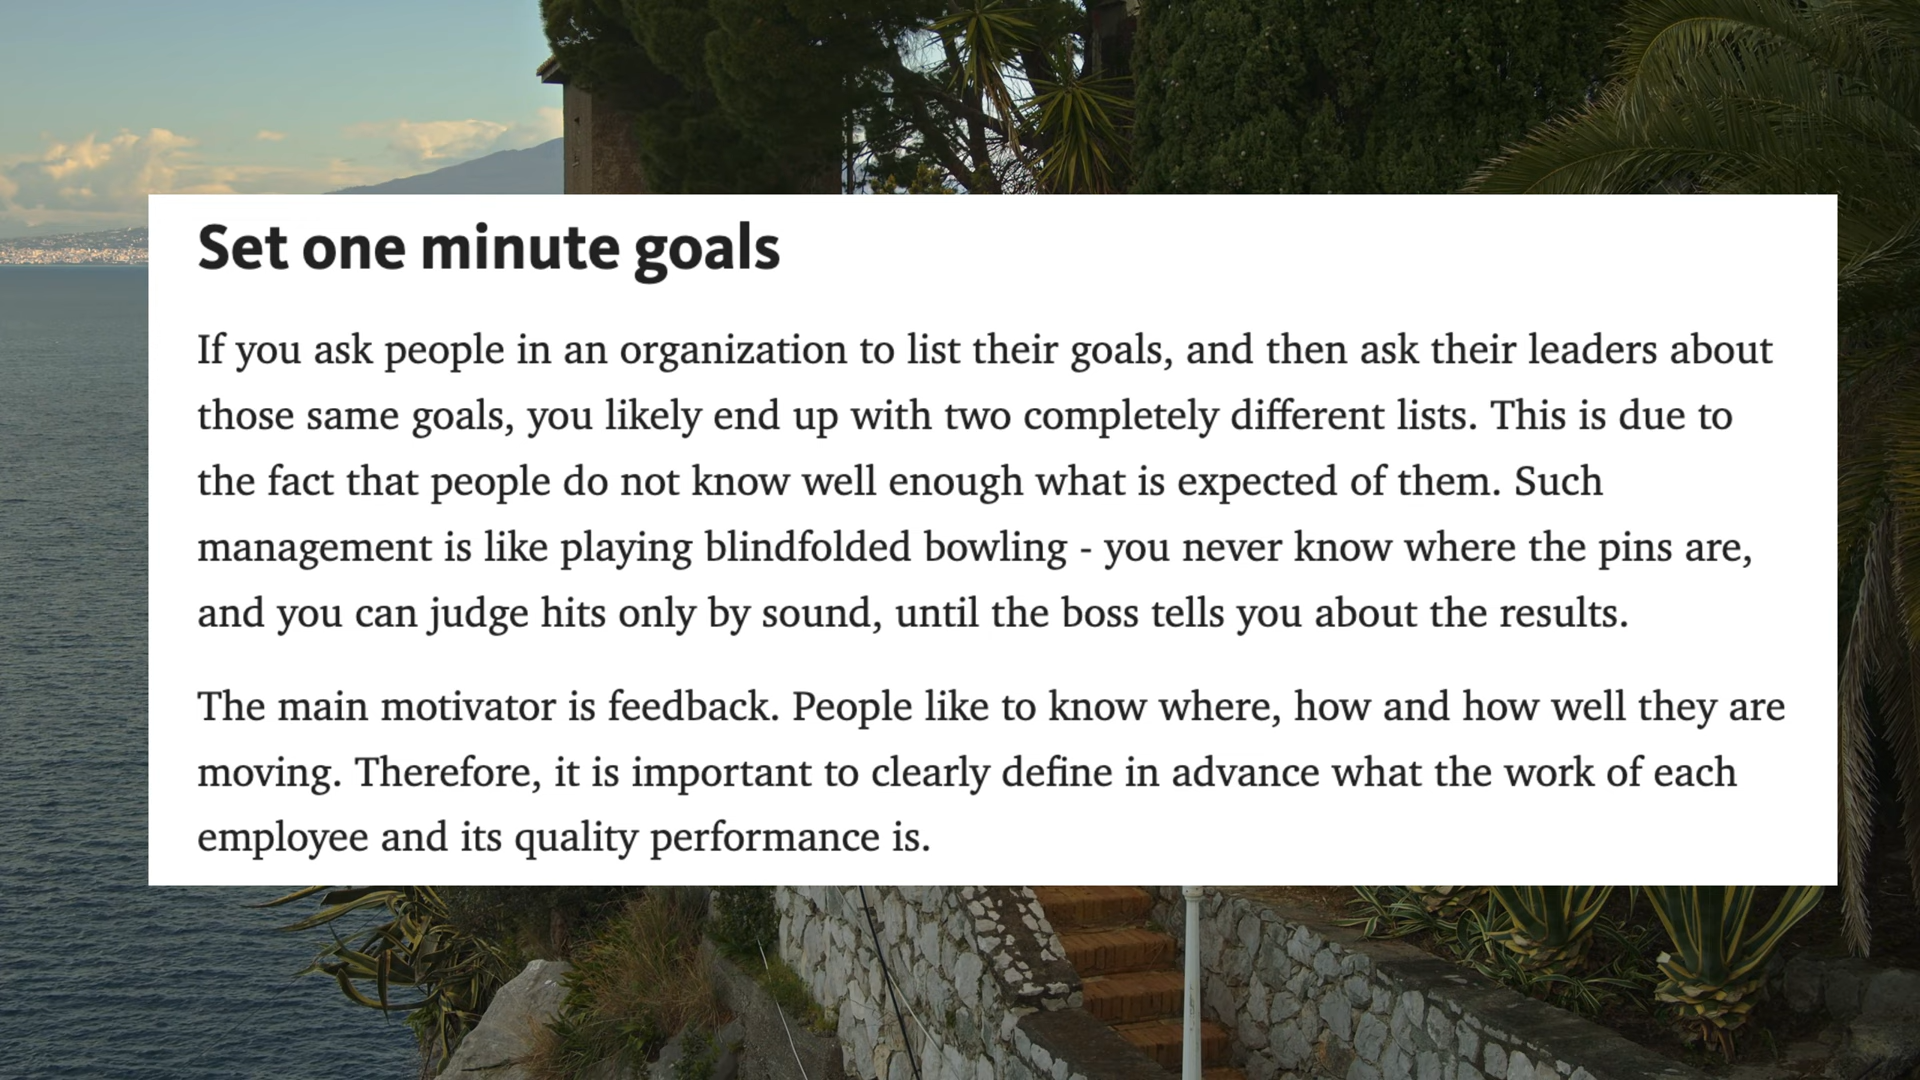 Set one minute goals
If you ask people in an organization to list their goals, and then ask their leaders about
those same goals, you likely end up with two completely different lists. This is due to
the fact that people do not know well enough what is expected of them. Such
management is like playing blindfolded bowling - you never know where the pins are,
and you can judge hits only by sound, until the boss tells you about the results.
The main motivator is feedback. People like to know where, how and how well they are
moving. Therefore, it is important to clearly define in advance what the work of each
employee and its quality performance is.